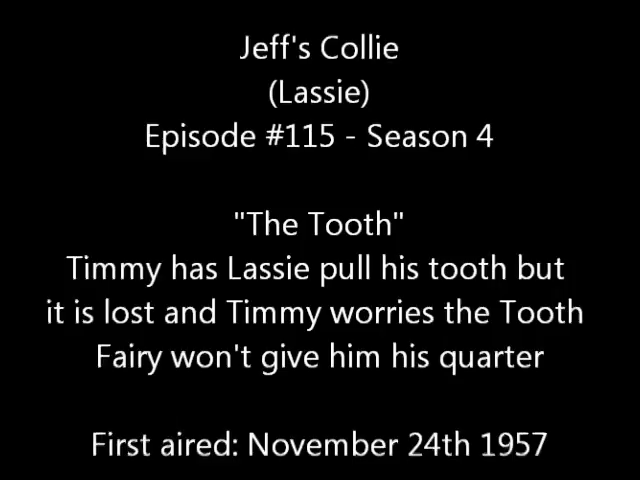 Jeff's Collie
(Lassie)
Episode #115 - Season 4
"The Tooth"
Timmy has Lassie pull his tooth but
it is lost and Timmy worries the Tooth
Fairy won't give him his quarter
First aired: November 24th 1957